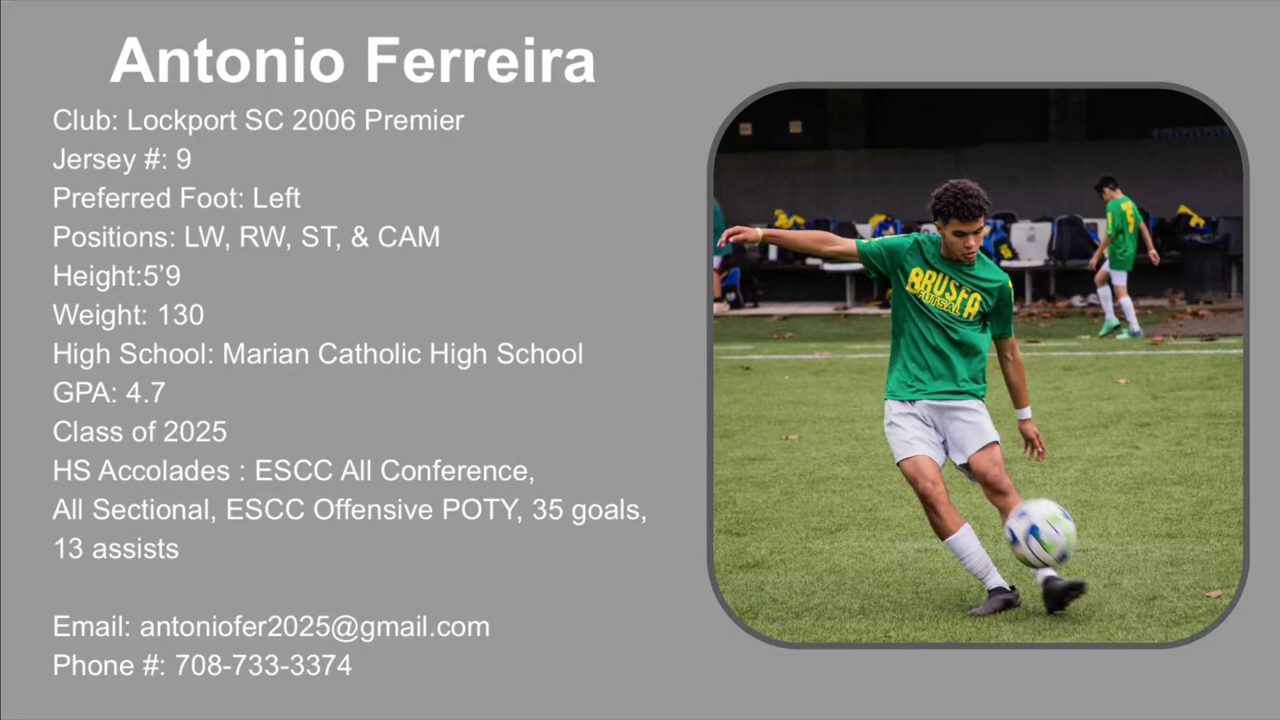 Antonio Ferreira
Club: Lockport SC 2006 Premier
Jersey #: 9
Preferred Foot: Left
Positions: LW, RW, ST, & CAM
Height:5’9
Weight: 130
High School: Marian Catholic High School
GPA: 4.7
Class of 2025
HS Accolades : ESCC All Conference,
All Sectional, ESCC Offensive POTY, 35 goals,
13 assists
Email: antoniofer2025@gmail.com
Phone #: 708-733-3374
BRUSFA
FUTSAL
5